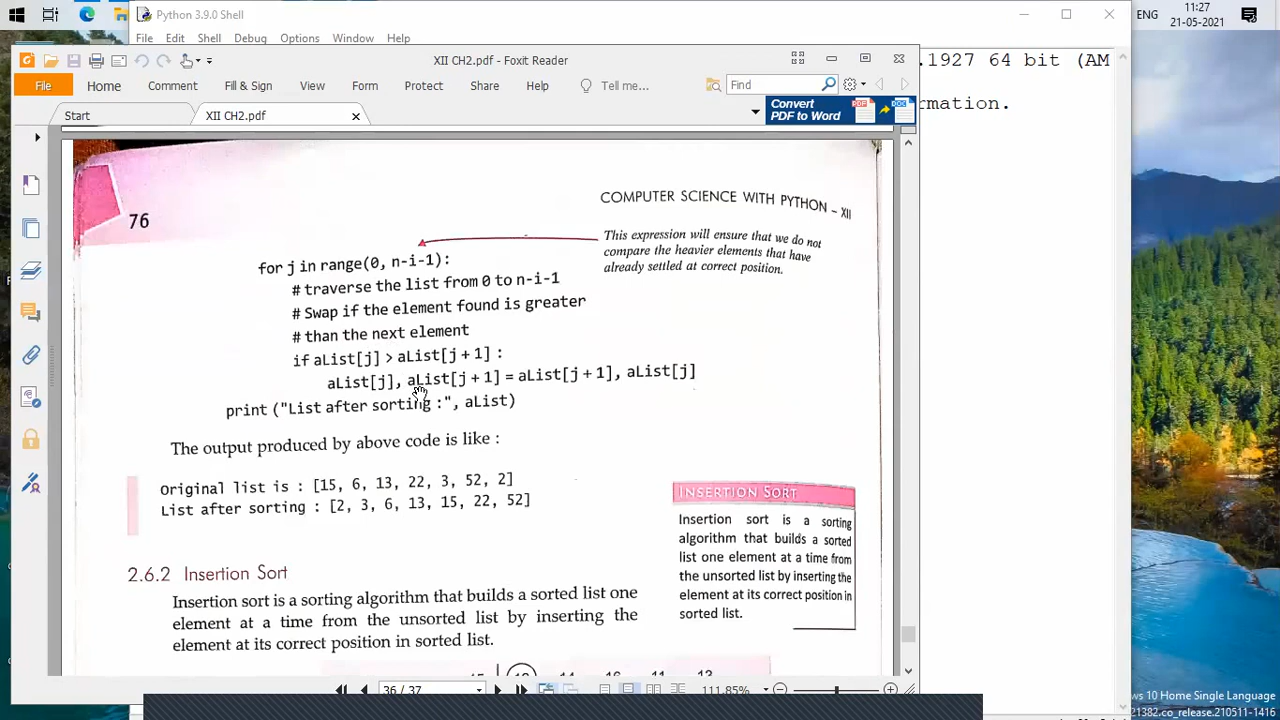 Python 3.9.0 Shell
ENG
11:27
21-05-2021
File Edit Shell Debug Options Window Help
XII CH2.pdf - Foxit Reader
.1927 64 bit (AM
File Home Comment Fill & Sign View Form Protect Share Help Tell me... Find
rmation.
Start XII CH2.pdf
Convert
PDF to Word
76
COMPUTER SCIENCE WITH PYTHON – XII
This expression will ensure that we do not
compare the heavier elements that have
already settled at correct position.
for j in range(0, n-i-1):
# traverse the list from 0 to n-i-1
# Swap if the element found is greater
# than the next element
if aList[j] > aList[j + 1] :
aList[j], aList[j + 1] = aList[j + 1], aList[j]
print ("List after sorting :", aList)
The output produced by above code is like :
Original list is : [15, 6, 13, 22, 3, 52, 2]
List after sorting : [2, 3, 6, 13, 15, 22, 52]
INSERTION SORT
Insertion sort is a sorting
algorithm that builds a sorted
list one element at a time from
the unsorted list by inserting the
element at its correct position in
sorted list.
2.6.2 Insertion Sort
Insertion sort is a sorting algorithm that builds a sorted list one
element at a time from the unsorted list by inserting the
element at its correct position in sorted list.
36 / 37
111.85%
ws 10 Home Single Language
21382.co_release.210511-1416